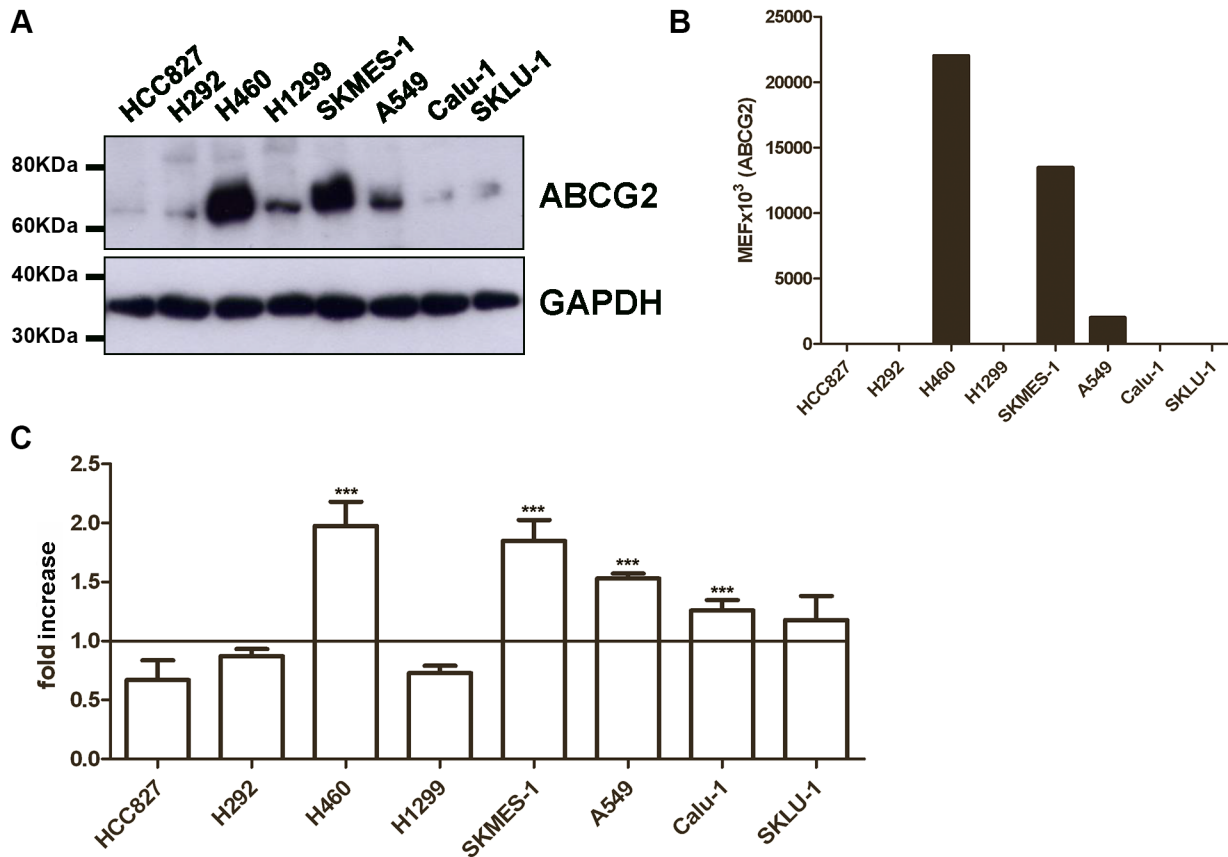 A
HCC827
H292
H460
H1299
SKMES-1
A549
Calu-1
SKLU-1
80KDa
60KDa
ABCG2
40KDa
30KDa
GAPDH
B
MEFx10³ (ABCG2)
25000
20000
15000
10000
5000
0
HCC827
H292
H460
H1299
SKMES-1
A549
Calu-1
SKLU-1
C
fold increase
2.5
2.0
1.5
1.0
0.5
0.0
***
***
***
***
HCC827
H292
H460
H1299
SKMES-1
A549
Calu-1
SKLU-1